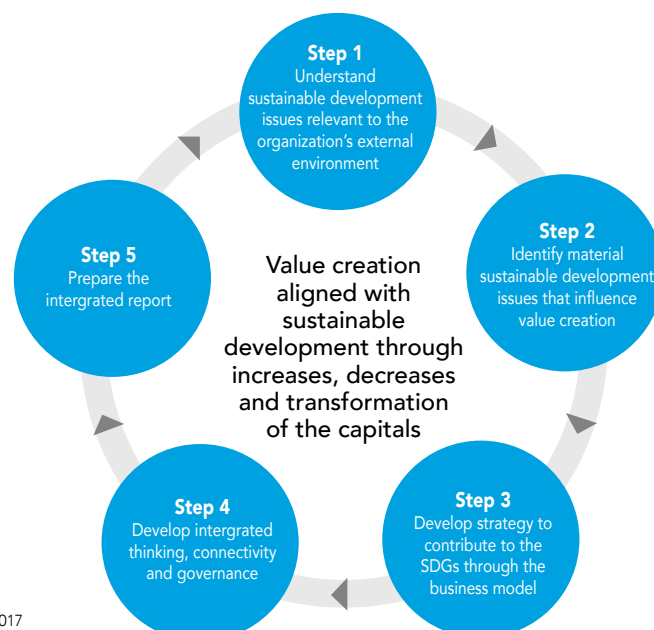 Step 1
Understand
sustainable development
issues relevant to the
organization's external
environment
Step 2
Identify material
sustainable development
issues that influence
value creation
Step 3
Develop strategy to
contribute to the
SDGs through the
business model
Step 4
Develop intergrated
thinking, connectivity
and governance
Step 5
Prepare the
intergrated report
Value creation
aligned with
sustainable
development through
increases, decreases
and transformation
of the capitals
017